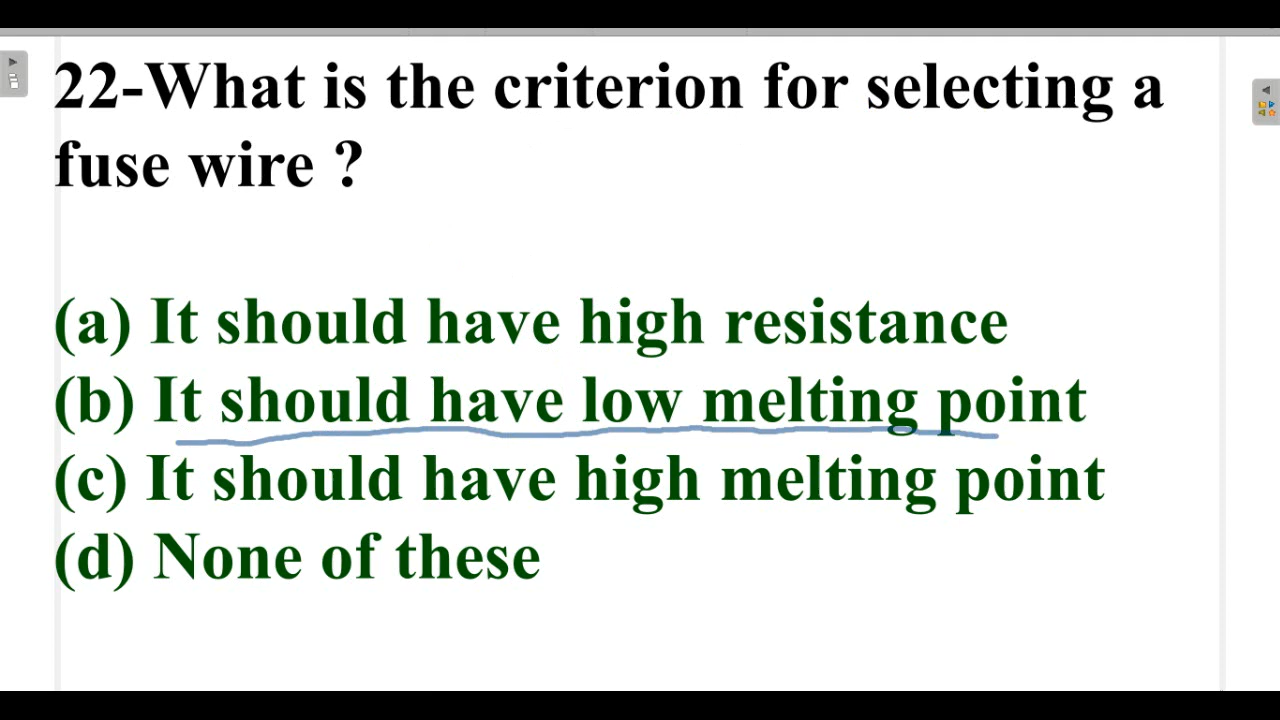 22-What is the criterion for selecting a
fuse wire ?
(a) It should have high resistance
(b) It should have low melting point
(c) It should have high melting point
(d) None of these